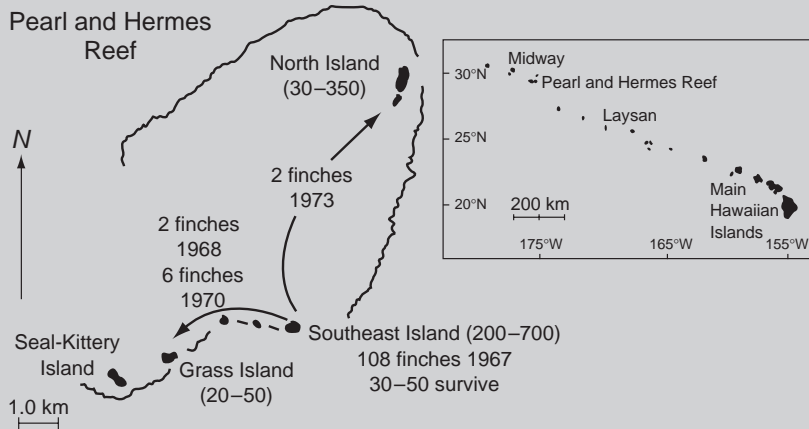 Pearl and Hermes
Reef
North Island
(30–350)
N
2 finches
1973
2 finches
1968
6 finches
1970
Seal-Kittery
Island
Grass Island
(20–50)
Southeast Island (200–700)
108 finches 1967
30–50 survive
1.0 km
Midway
30°N
Pearl and Hermes Reef
Laysan
25°N
200 km
Main
Hawaiian
Islands
20°N
175°W
165°W
155°W